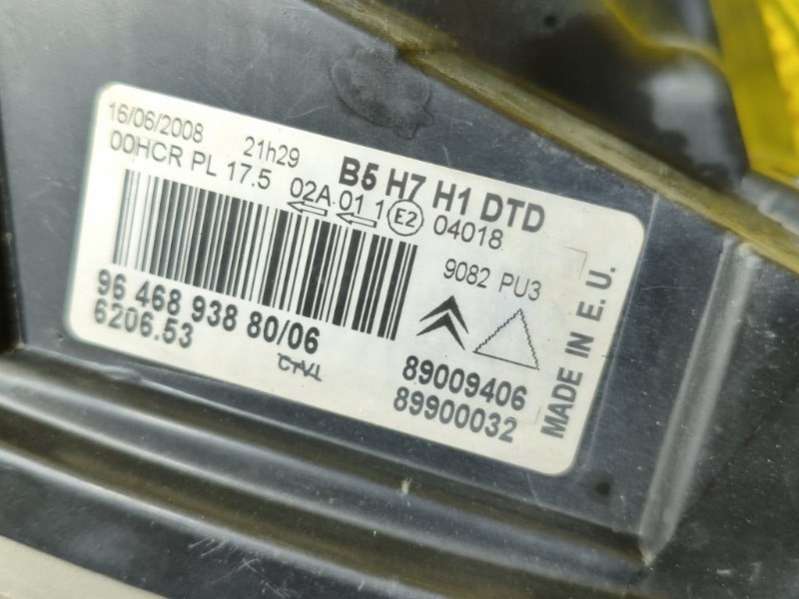 16/06/2008 21h29 B5 H7 H1 DTD
00HCR PL 17.5 02A 01 1 E2 04018
9082 PU3
96 468 938 80/06
6206.53
89009406
89900032
MADE IN E.U.